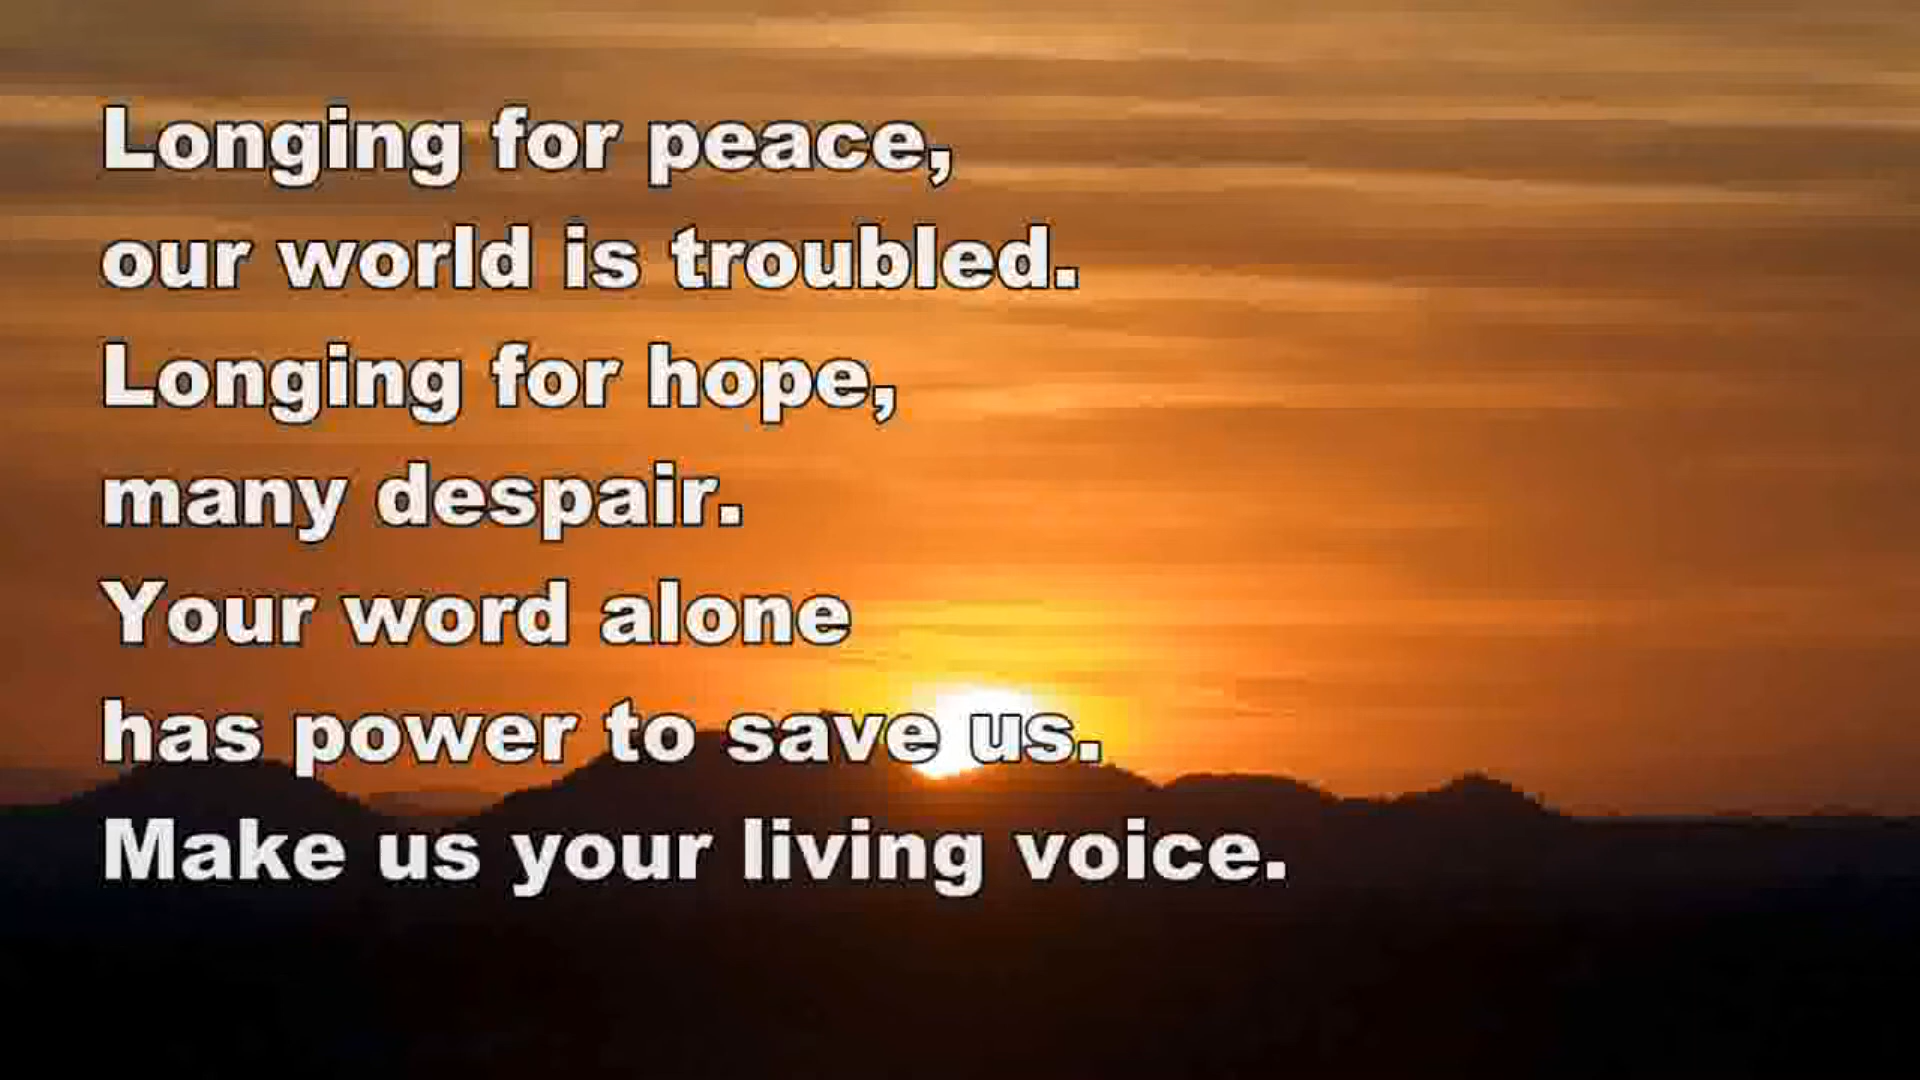 Longing for peace,
our world is troubled.
Longing for hope,
many despair.
Your word alone
has power to save us.
Make us your living voice.